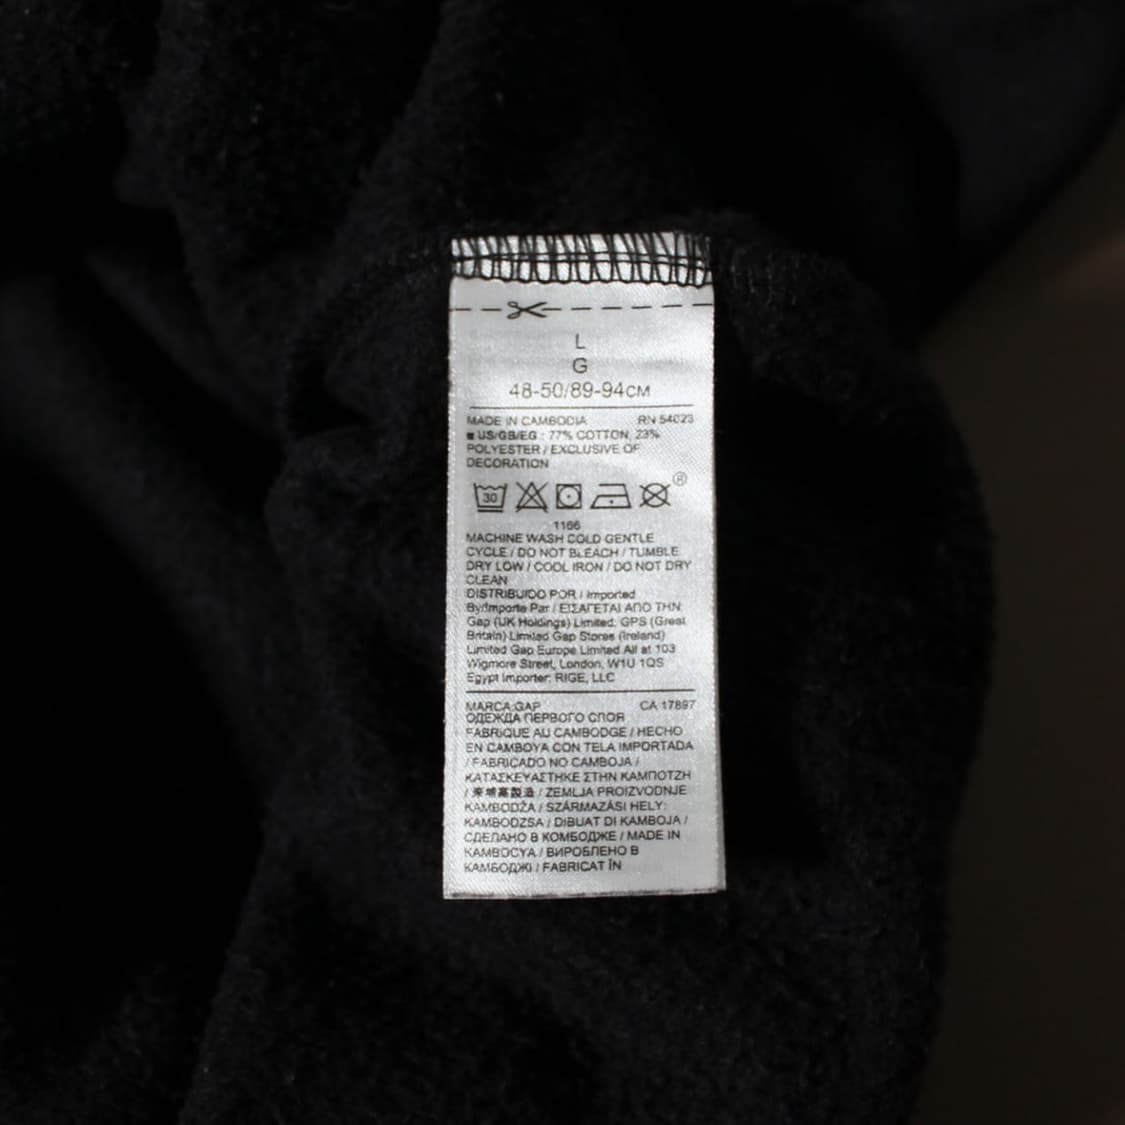 L
G
48-50/89-94CM
MADE IN CAMBODIA RN 54023
■ US/GB/EG : 77% COTTON, 23%
POLYESTER / EXCLUSIVE OF
DECORATION
30 ®
1166
MACHINE WASH COLD GENTLE
CYCLE / DO NOT BLEACH / TUMBLE
DRY LOW / COOL IRON / DO NOT DRY
CLEAN
DISTRIBUIDO POR / Imported
By/Importe Par / ΕΙΣΑΓΕΤΑΙ ΑΠΟ ΤΗΝ:
Gap (UK Holdings) Limited: GPS (Great
Britain) Limited Gap Stores (Ireland)
Limited Gap Europe Limited All at 103
Wigmore Street, London, W1U 1QS
Egypt Importer: RIGE, LLC
MARCA:GAP CA 17897
ОДЕЖДА ПЕРВОГО СЛОЯ
FABRIQUE AU CAMBODGE / HECHO
EN CAMBOYA CON TELA IMPORTADA
/ FABRICADO NO CAMBOJA /
ΚΑΤΑΣΚΕΥΑΣΤΗΚΕ ΣΤΗΝ ΚΑΜΠΟΤΖΗ
/ 製造 / ZEMLJA PROIZVODNJE
KAMBODŽA / SZÁRMAZÁSI HELY:
KAMBODZSA / DIBUAT DI KAMBOJA /
СДЕЛАНО В КОМБОДЖЕ / MADE IN
KAMBOCYA / ВИРОБЛЕНО В
КАМБОДЖІ / FABRICAT ÎN